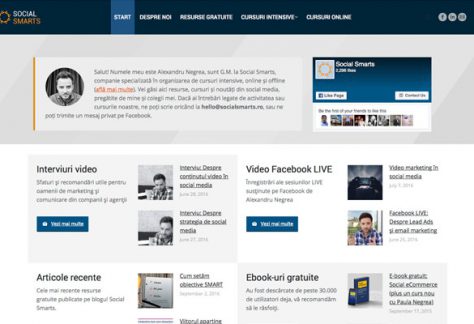 SOCIAL
SMARTS
START
DESPRE NOI
RESURSE GRATUITE
CURSURI INTENSIVE
CURSURI ONLINE
Salut! Numele meu este Alexandru Negrea, sunt G.M. la Social Smarts,
companie specializată în organizarea de cursuri intensive, online și offline
(află mai multe). Vei găsi aici resurse, cursuri și noutăți din social media,
pregătite de mine și colegii mei. Dacă ai întrebări legate de activitatea sau
cursurile noastre, ne poți scrie oricând la hello@socialsmarts.ro, sau ne
poți trimite un mesaj privat pe Facebook.
Social Smarts
Like Page
Contact Us
Be the first of your friends to like this
Interviuri video
Sfaturi și recomandări utile pentru
oamenii de marketing și
comunicare din companii și agenții
Vezi mai multe
Interviu: Despre
conținutul video în
social media
June 28, 2016
Interviu: Despre
strategia de social
media
Video Facebook LIVE
Înregistrări ale sesiunilor LIVE
susținute pe Facebook de
Alexandru Negrea
Vezi mai multe
Video marketing în
social media
July 7, 2016
Facebook LIVE:
Despre Lead Ads
și email marketing
Articole recente
Cele mai recente resurse
gratuite publicate pe blogul Social
Smarts.
Cum setăm
obiective SMART
September 2, 2016
Viitorul apartine
Ebook-uri gratuite
Au fost descărcate de peste 30.000
de utilizatori deja, vă recomandăm
să le răsfoiți.
E-book gratuit:
Social eCommerce
(plus un curs nou
cu Paula Negrea)
September 17, 2015